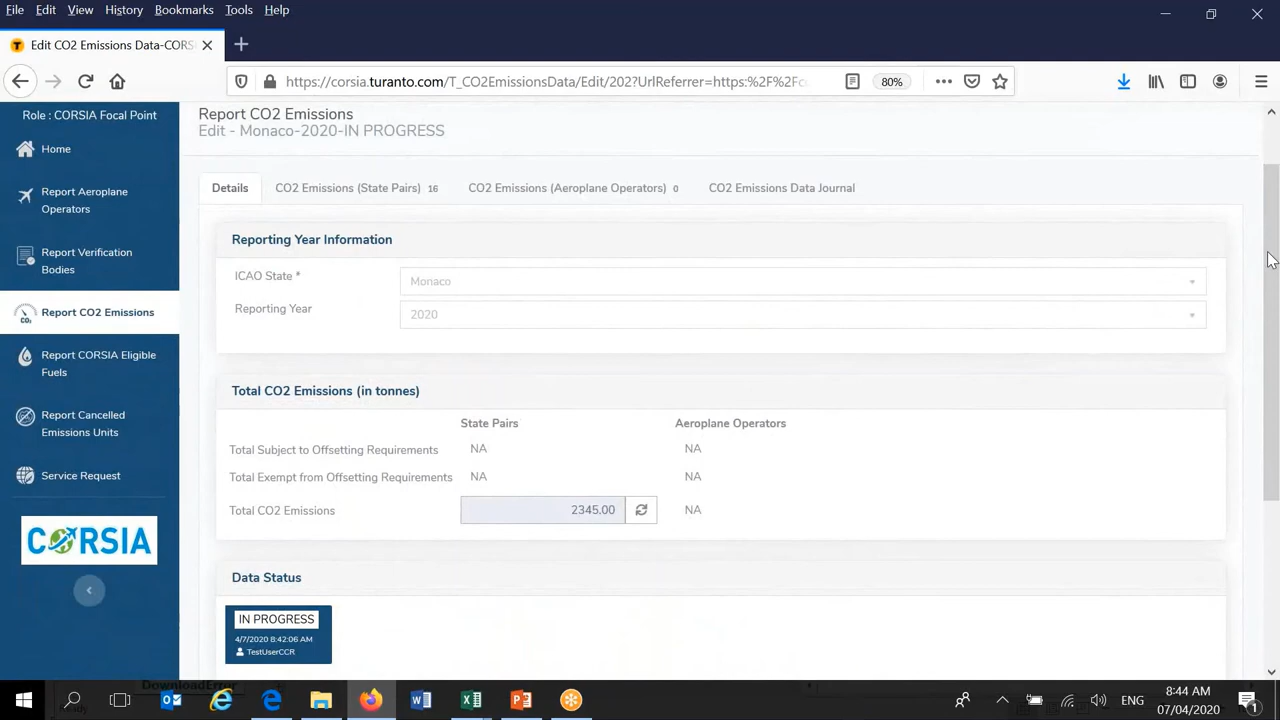 File Edit View History Bookmarks Tools Help
Edit CO2 Emissions Data-CORS
https://corsia.turanto.com/T_CO2EmissionsData/Edit/202?UrlReferrer=https:%2F%2Fc
80%
Role : CORSIA Focal Point
Home
Report Aeroplane
Operators
Report Verification
Bodies
CO2
Report CO2 Emissions
Report CORSIA Eligible
Fuels
Report Cancelled
Emissions Units
Service Request
CORSIA
Report CO2 Emissions
Edit - Monaco-2020-IN PROGRESS
Details CO2 Emissions (State Pairs) 16 CO2 Emissions (Aeroplane Operators) 0 CO2 Emissions Data Journal
Reporting Year Information
ICAO State * Monaco
Reporting Year 2020
Total CO2 Emissions (in tonnes)
State Pairs Aeroplane Operators
Total Subject to Offsetting Requirements NA NA
Total Exempt from Offsetting Requirements NA NA
Total CO2 Emissions 2345.00 NA
Data Status
IN PROGRESS
4/7/2020 8:42:06 AM
TestUserCCR
DownloadError
ENG
8:44 AM
07/04/2020
1